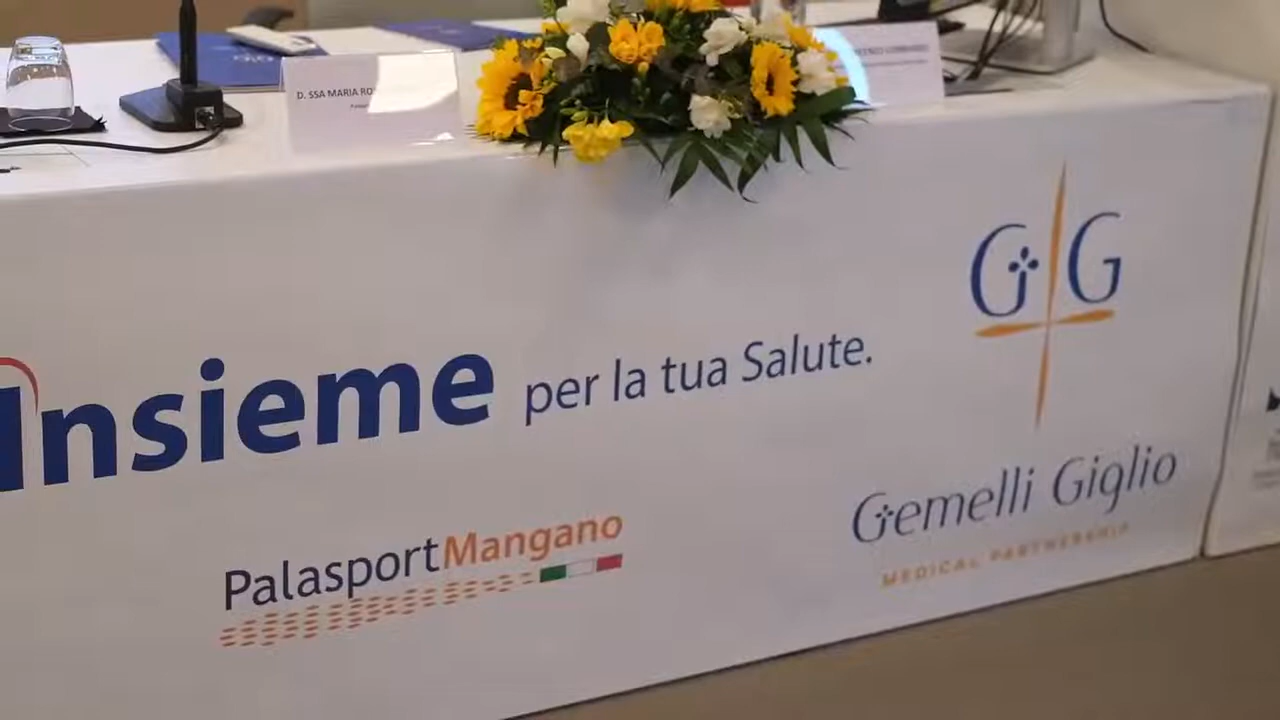 D. SSA MARIA RO
G G
Insieme per la tua Salute.
Gemelli Giglio
MEDICAL PARTNERSHIP
PalasportMangano